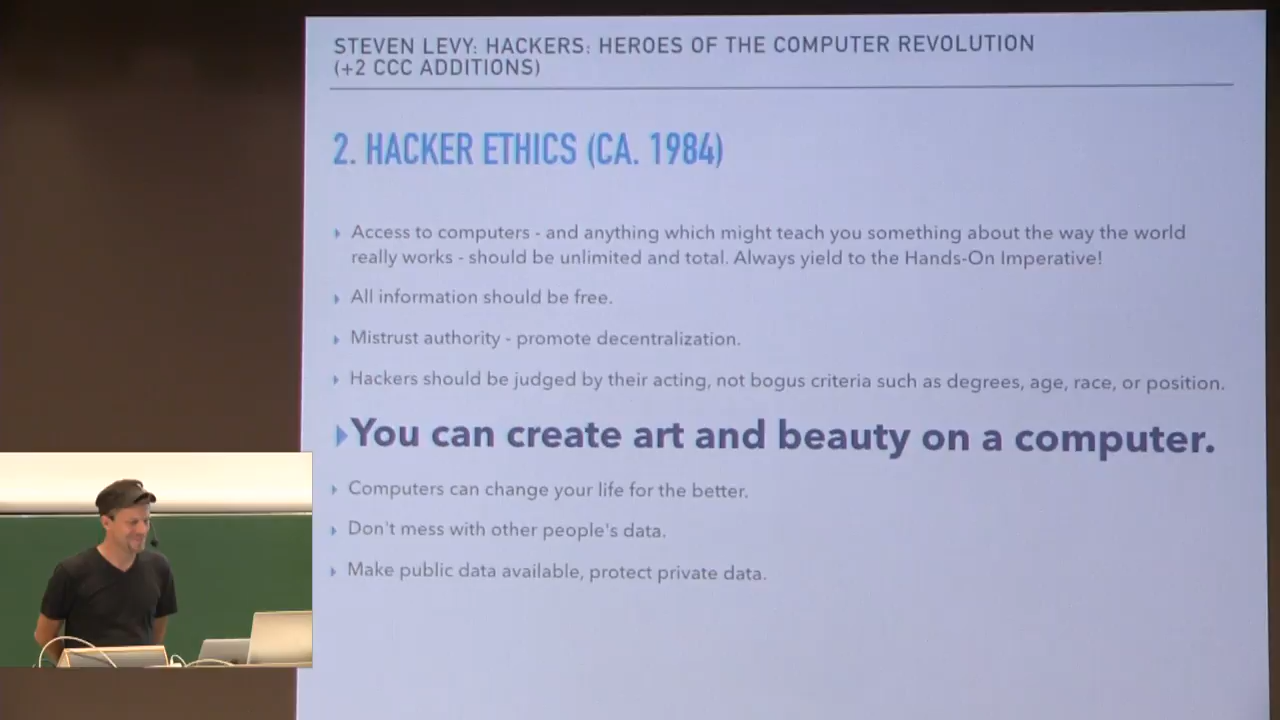 STEVEN LEVY: HACKERS: HEROES OF THE COMPUTER REVOLUTION
(+2 CCC ADDITIONS)
2. HACKER ETHICS (CA. 1984)
Access to computers - and anything which might teach you something about the way the world
really works - should be unlimited and total. Always yield to the Hands-On Imperative!
All information should be free.
Mistrust authority - promote decentralization.
Hackers should be judged by their acting, not bogus criteria such as degrees, age, race, or position.
You can create art and beauty on a computer.
Computers can change your life for the better.
Don't mess with other people's data.
Make public data available, protect private data.